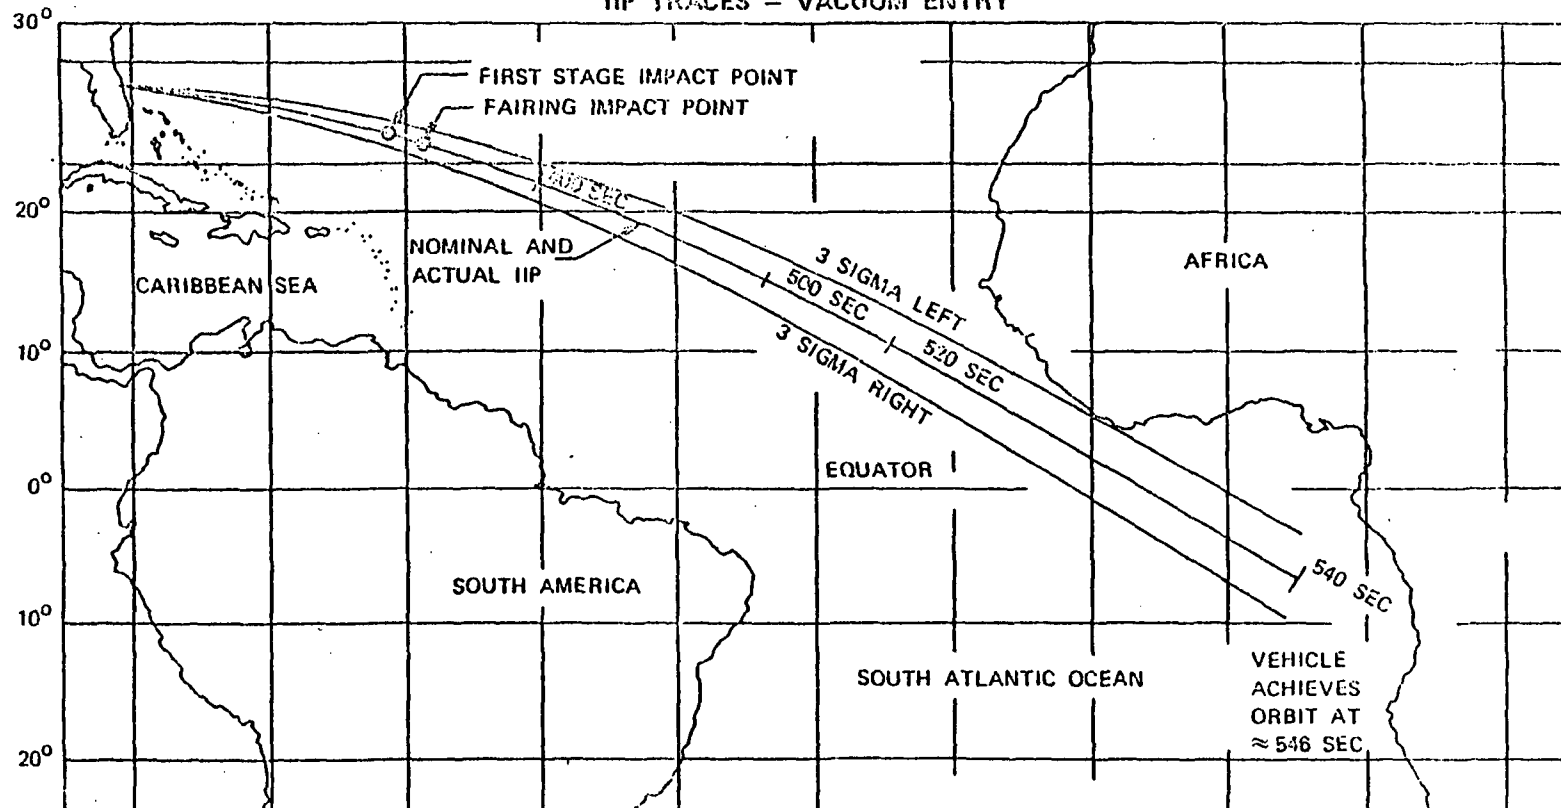 IIP TRACES – VACUUM ENTRY
30°
FIRST STAGE IMPACT POINT
FAIRING IMPACT POINT
SEC
20°
NOMINAL AND
ACTUAL IIP
3 SIGMA LEFT
AFRICA
CARIBBEAN SEA
500 SEC
10°
520 SEC
3 SIGMA RIGHT
EQUATOR
0°
540 SEC
SOUTH AMERICA
10°
SOUTH ATLANTIC OCEAN
VEHICLE
ACHIEVES
ORBIT AT
≈ 546 SEC
20°